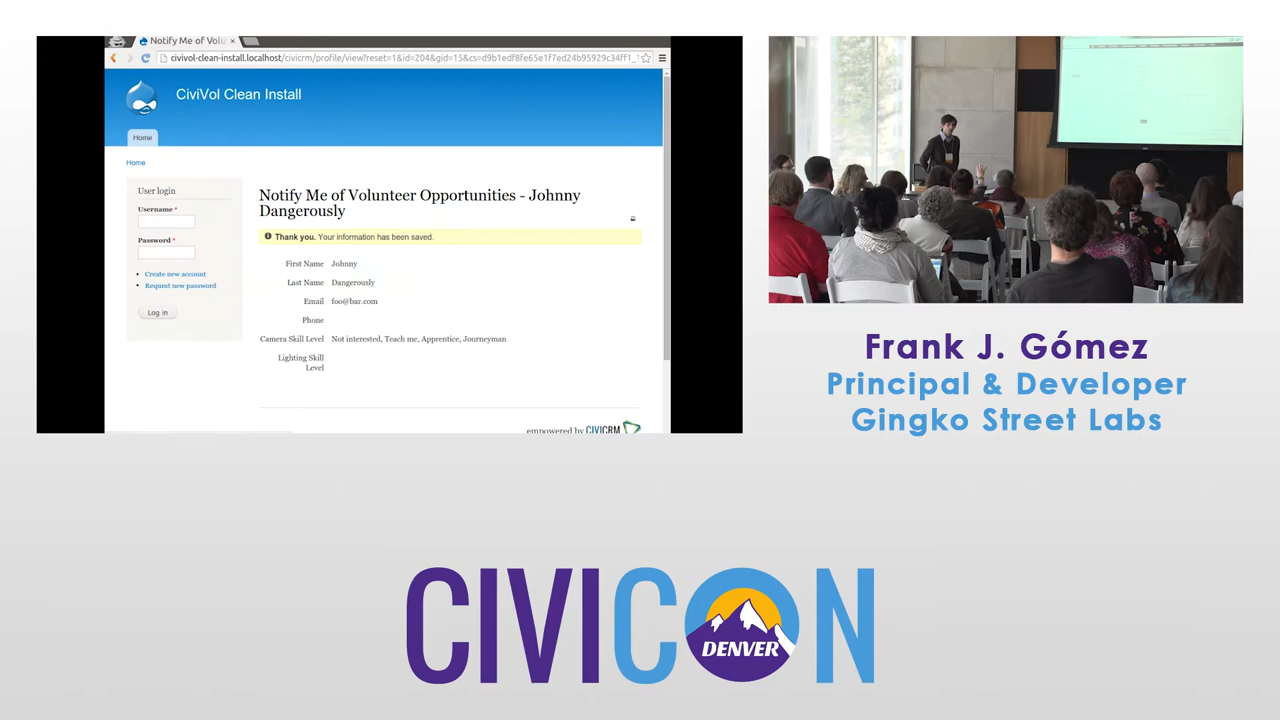 Notify Me of Volu
civivol-clean-install.localhost/civicrm/profile/view?reset=1&id=204&gid=15&cs=d9b1edf8fe65e1f7ed24b95929c34ff1_1
CiviVol Clean Install
Home
Home
User login
Username *
Password *
Create new account
Request new password
Log in
Notify Me of Volunteer Opportunities - Johnny
Dangerously
Thank you. Your information has been saved.
First Name Johnny
Last Name Dangerously
Email foo@bar.com
Phone
Camera Skill Level Not interested, Teach me, Apprentice, Journeyman
Lighting Skill
Level
empowered by CIVICRM
Frank J. Gómez
Principal & Developer
Gingko Street Labs
CIVICON
DENVER